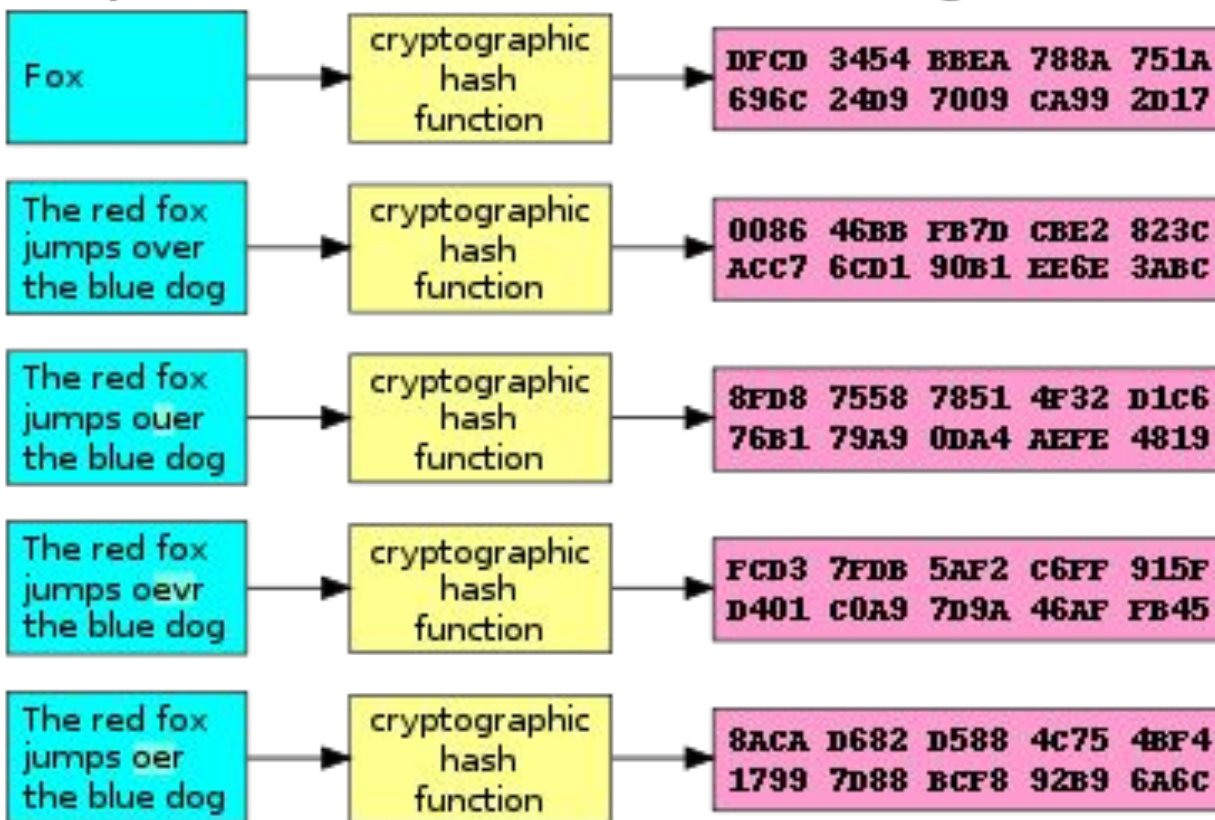 Fox
cryptographic
hash
function
DFCD 3454 BBEA 788A 751A
696C 24D9 7009 CA99 2D17
The red fox
jumps over
the blue dog
cryptographic
hash
function
0086 46BB FB7D CBE2 823C
ACC7 6CD1 90B1 EE6E 3ABC
The red fox
jumps ouer
the blue dog
cryptographic
hash
function
8FD8 7558 7851 4F32 D1C6
76B1 79A9 0DA4 AEFE 4819
The red fox
jumps oevr
the blue dog
cryptographic
hash
function
FCD3 7FDB 5AF2 C6FF 915F
D401 C0A9 7D9A 46AF FB45
The red fox
jumps oer
the blue dog
cryptographic
hash
function
8ACA D682 D588 4C75 4BF4
1799 7D88 BCF8 92B9 6A6C